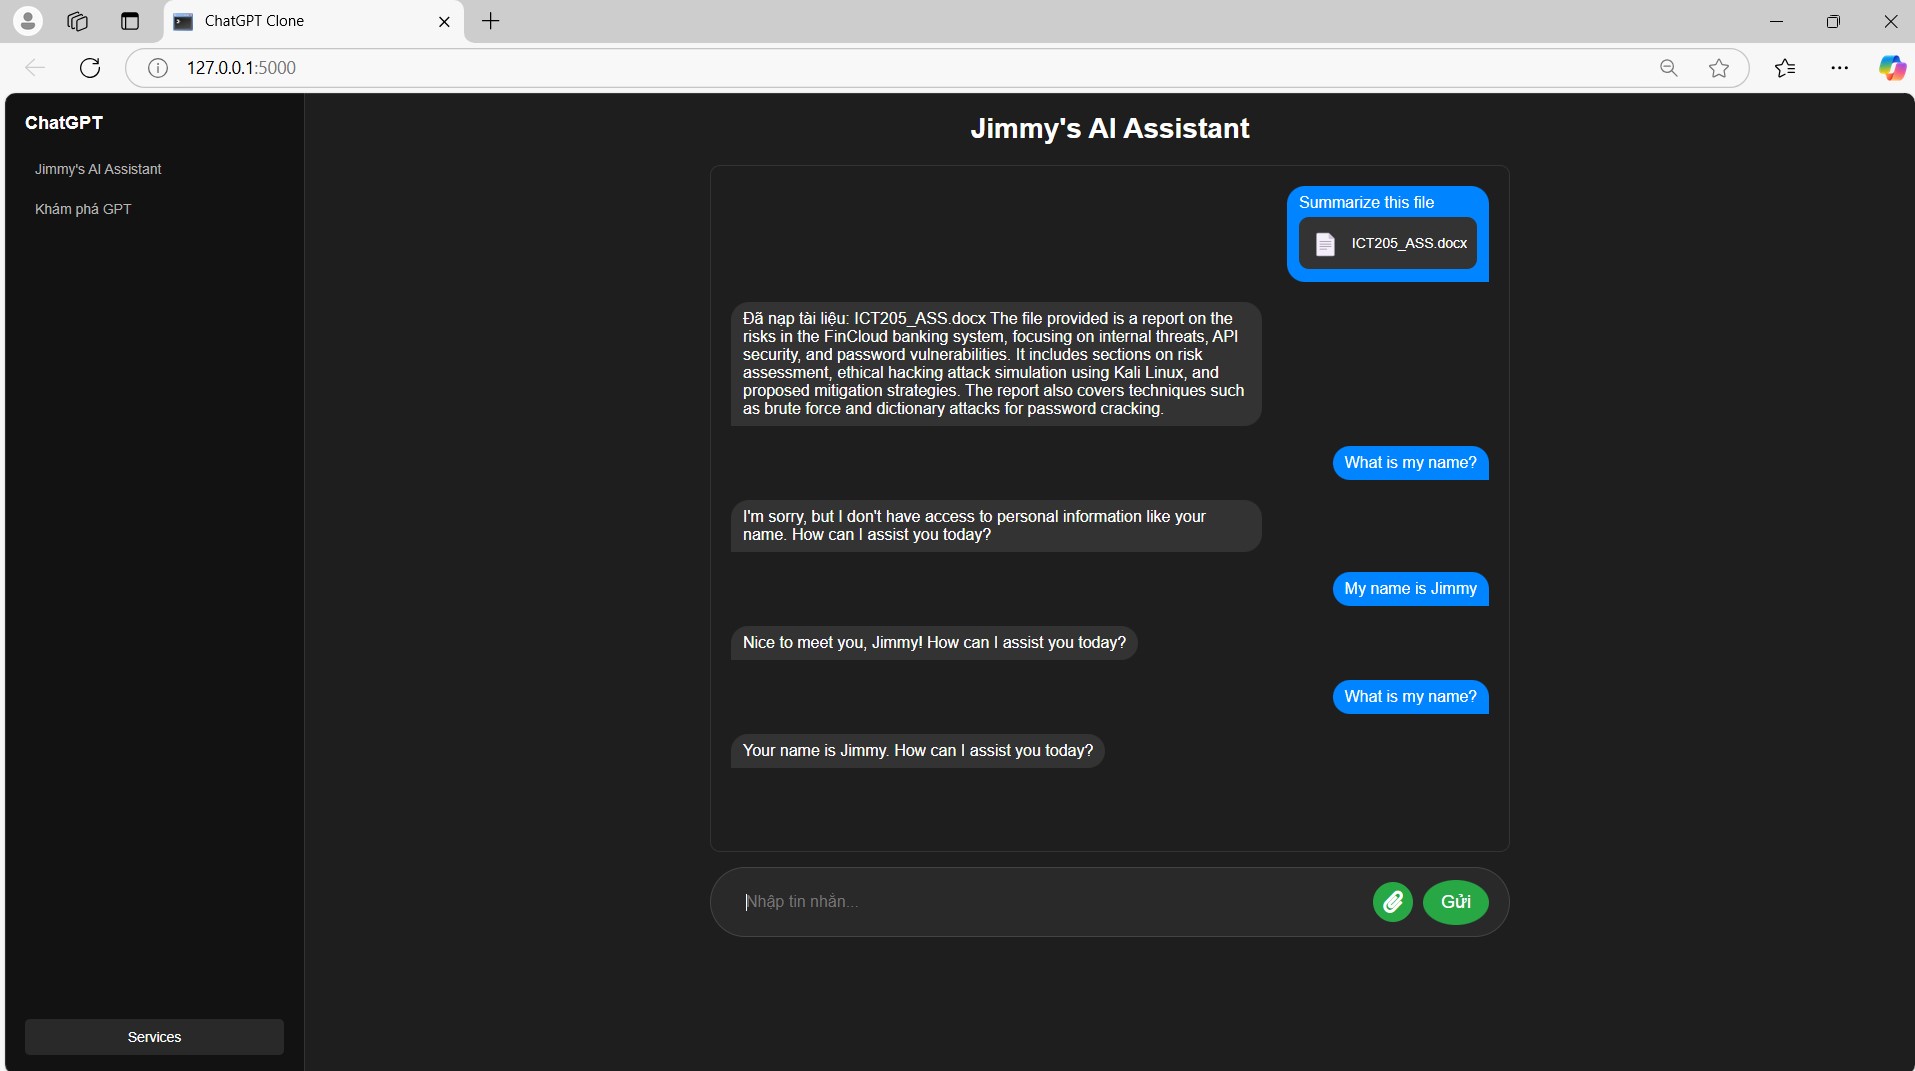 ChatGPT Clone
127.0.0.1:5000
ChatGPT
Jimmy's AI Assistant
Khám phá GPT
Services
Jimmy's AI Assistant
Summarize this file
ICT205_ASS.docx
Đã nạp tài liệu: ICT205_ASS.docx The file provided is a report on the
risks in the FinCloud banking system, focusing on internal threats, API
security, and password vulnerabilities. It includes sections on risk
assessment, ethical hacking attack simulation using Kali Linux, and
proposed mitigation strategies. The report also covers techniques such
as brute force and dictionary attacks for password cracking.
What is my name?
I'm sorry, but I don't have access to personal information like your
name. How can I assist you today?
My name is Jimmy
Nice to meet you, Jimmy! How can I assist you today?
What is my name?
Your name is Jimmy. How can I assist you today?
Nhập tin nhắn...
Gửi